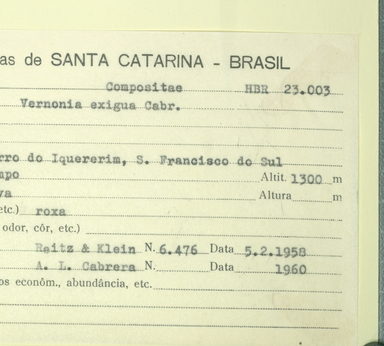 as de SANTA CATARINA - BRASIL
Compositae HBR 23.003
Vernonia exigua Cabr.
rro do Iquererim, S. Francisco do Sul
mpo Altit. 1300 m
va Altura m
etc.) roxa
odor, côr, etc.)
Reitz & Klein N. 6.476 Data 5.2.1958
A. L. Cabrera N. Data 1960
os econôm., abundância, etc.